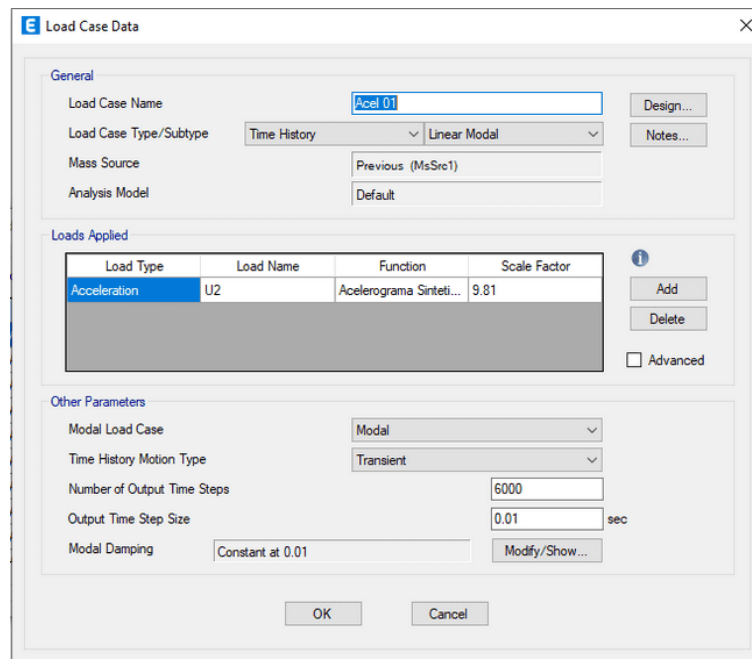 E Load Case Data
General
Load Case Name Acel 01 Design...
Load Case Type/Subtype Time History Linear Modal Notes...
Mass Source Previous (MsSrc1)
Analysis Model Default
Loads Applied
Load Type Load Name Function Scale Factor
Acceleration U2 Acelerograma Sinteti... 9.81
Add
Delete
Advanced
Other Parameters
Modal Load Case Modal
Time History Motion Type Transient
Number of Output Time Steps 6000
Output Time Step Size 0.01 sec
Modal Damping Constant at 0.01 Modify/Show...
OK Cancel